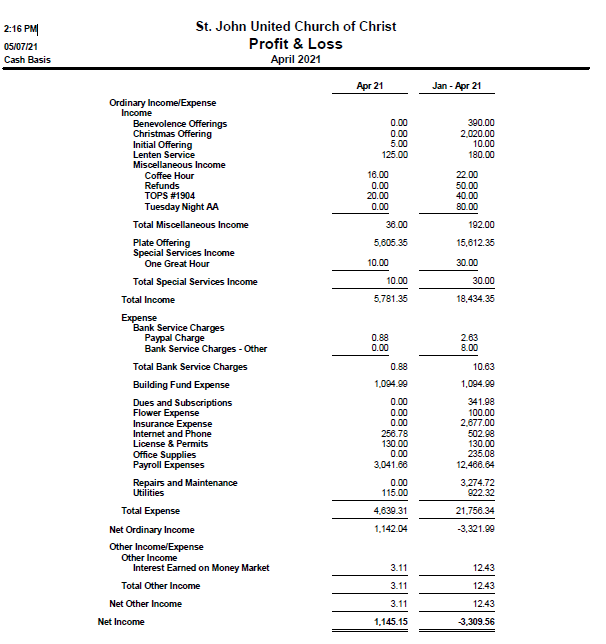 2:16 PM St. John United Church of Christ
05/07/21 Profit & Loss
Cash Basis April 2021
Apr 21 Jan - Apr 21
Ordinary Income/Expense
Income
Benevolence Offerings 0.00 390.00
Christmas Offering 0.00 2,020.00
Initial Offering 5.00 10.00
Lenten Service 125.00 180.00
Miscellaneous Income
Coffee Hour 16.00 22.00
Refunds 0.00 50.00
TOPS #1904 20.00 40.00
Tuesday Night AA 0.00 80.00
Total Miscellaneous Income 36.00 192.00
Plate Offering 5,605.35 15,612.35
Special Services Income
One Great Hour 10.00 30.00
Total Special Services Income 10.00 30.00
Total Income 5,781.35 18,434.35
Expense
Bank Service Charges
Paypal Charge 0.88 2.63
Bank Service Charges - Other 0.00 8.00
Total Bank Service Charges 0.88 10.63
Building Fund Expense 1,094.99 1,094.99
Dues and Subscriptions 0.00 341.98
Flower Expense 0.00 100.00
Insurance Expense 0.00 2,677.00
Internet and Phone 256.78 502.98
License & Permits 130.00 130.00
Office Supplies 0.00 235.08
Payroll Expenses 3,041.66 12,466.64
Repairs and Maintenance 0.00 3,274.72
Utilities 115.00 922.32
Total Expense 4,639.31 21,756.34
Net Ordinary Income 1,142.04 -3,321.99
Other Income/Expense
Other Income
Interest Earned on Money Market 3.11 12.43
Total Other Income 3.11 12.43
Net Other Income 3.11 12.43
Net Income 1,145.15 -3,309.56